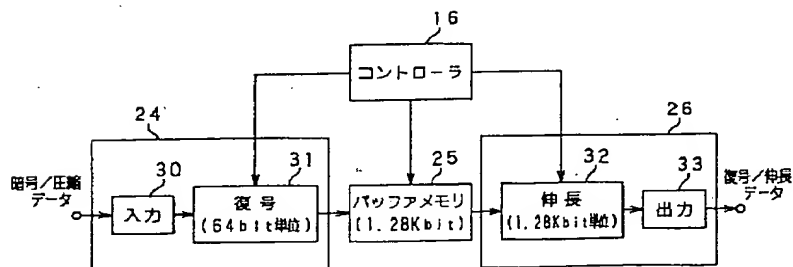 16
コントローラ
24
26
暗号/圧縮
データ
30
入力
31
復号
(64bit単位)
25
バッファメモリ
(1.28Kbit)
32
伸長
(1.28Kbit単位)
33
出力
復号/伸長
データ